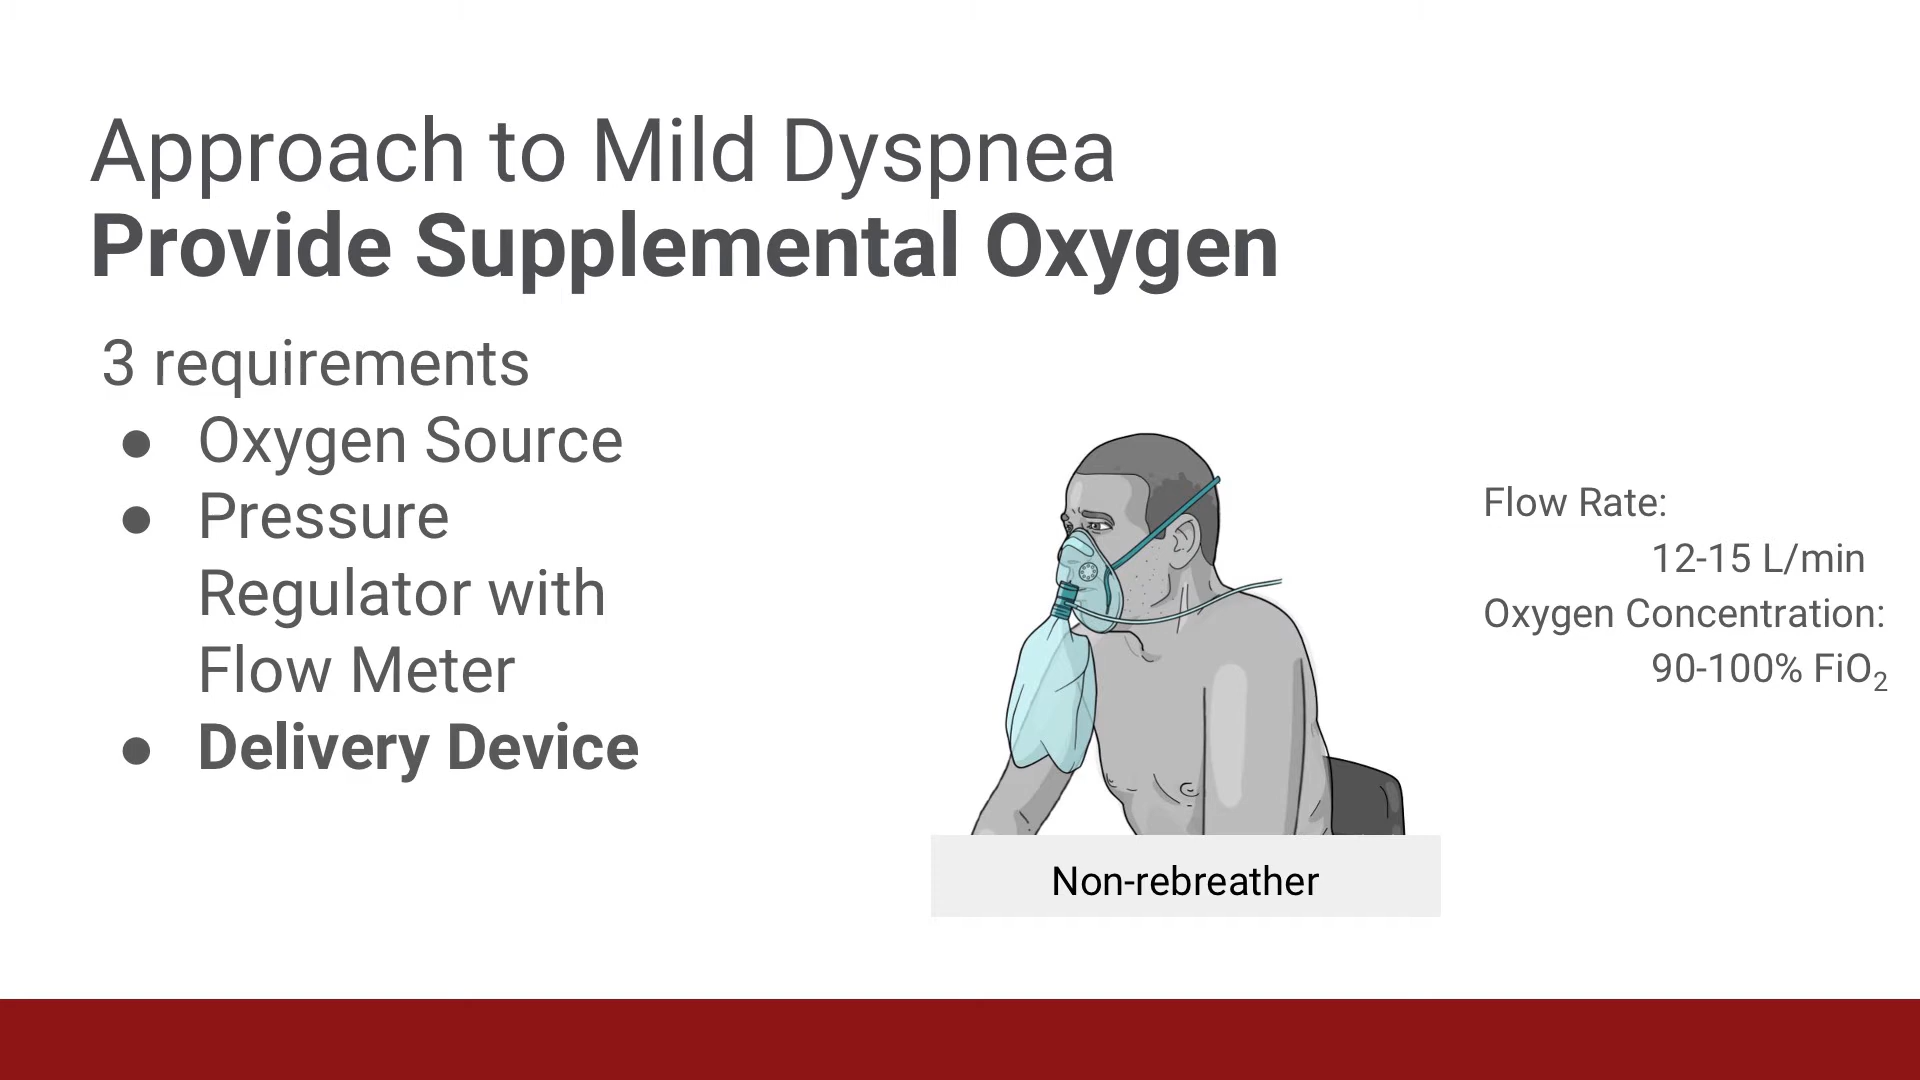 Approach to Mild Dyspnea
Provide Supplemental Oxygen
3 requirements
● Oxygen Source
● Pressure
Regulator with
Flow Meter
● Delivery Device
Non-rebreather
Flow Rate:
12-15 L/min
Oxygen Concentration:
90-100% FiO₂